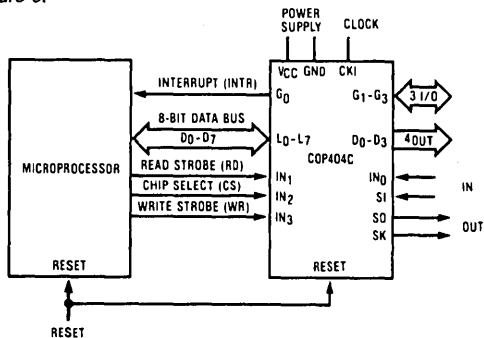 POWER
SUPPLY CLOCK
VCC GND CKI
INTERRUPT (INTR)
G0 G1-G3 3 I/O
8-BIT DATA BUS
D0-D7 L0-L7 D0-D3 4 OUT
COP404C
MICROPROCESSOR
READ STROBE (RD) IN1 IN0 IN
CHIP SELECT (CS) IN2 SI
WRITE STROBE (WR) IN3 SO OUT
SK
RESET RESET
RESET